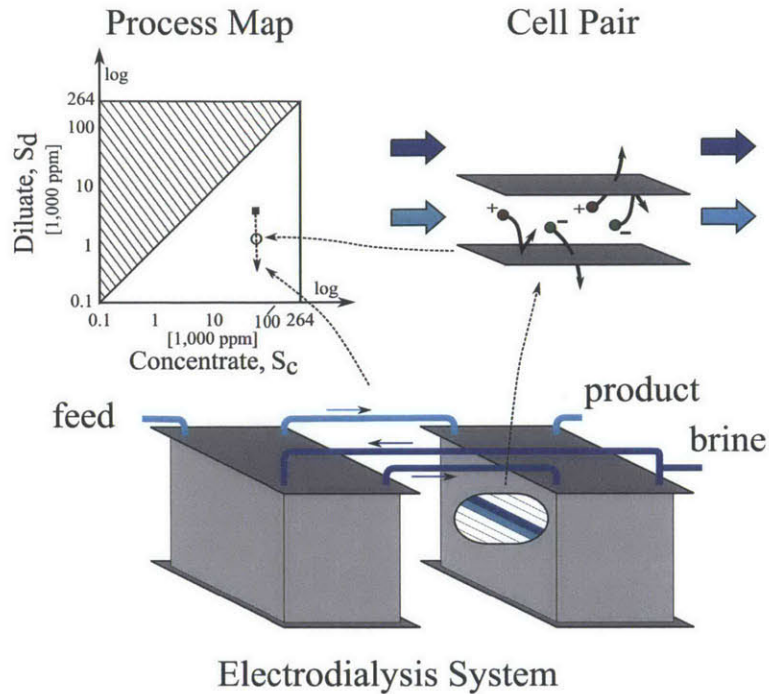 Process Map
Cell Pair
log
264
100
10
1
0.1
Diluate, Sd
[1,000 ppm]
0.1 1 10 100 264
log
[1,000 ppm]
Concentrate, Sc
+ - + -
feed
product
brine
Electrodialysis System